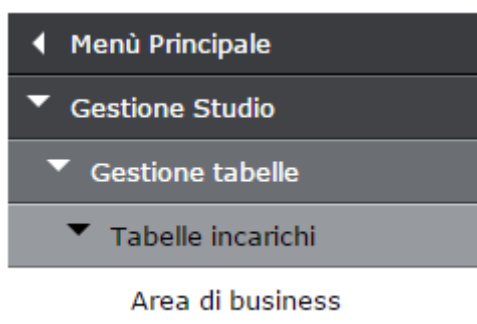 Menù Principale
Gestione Studio
Gestione tabelle
Tabelle incarichi
Area di business